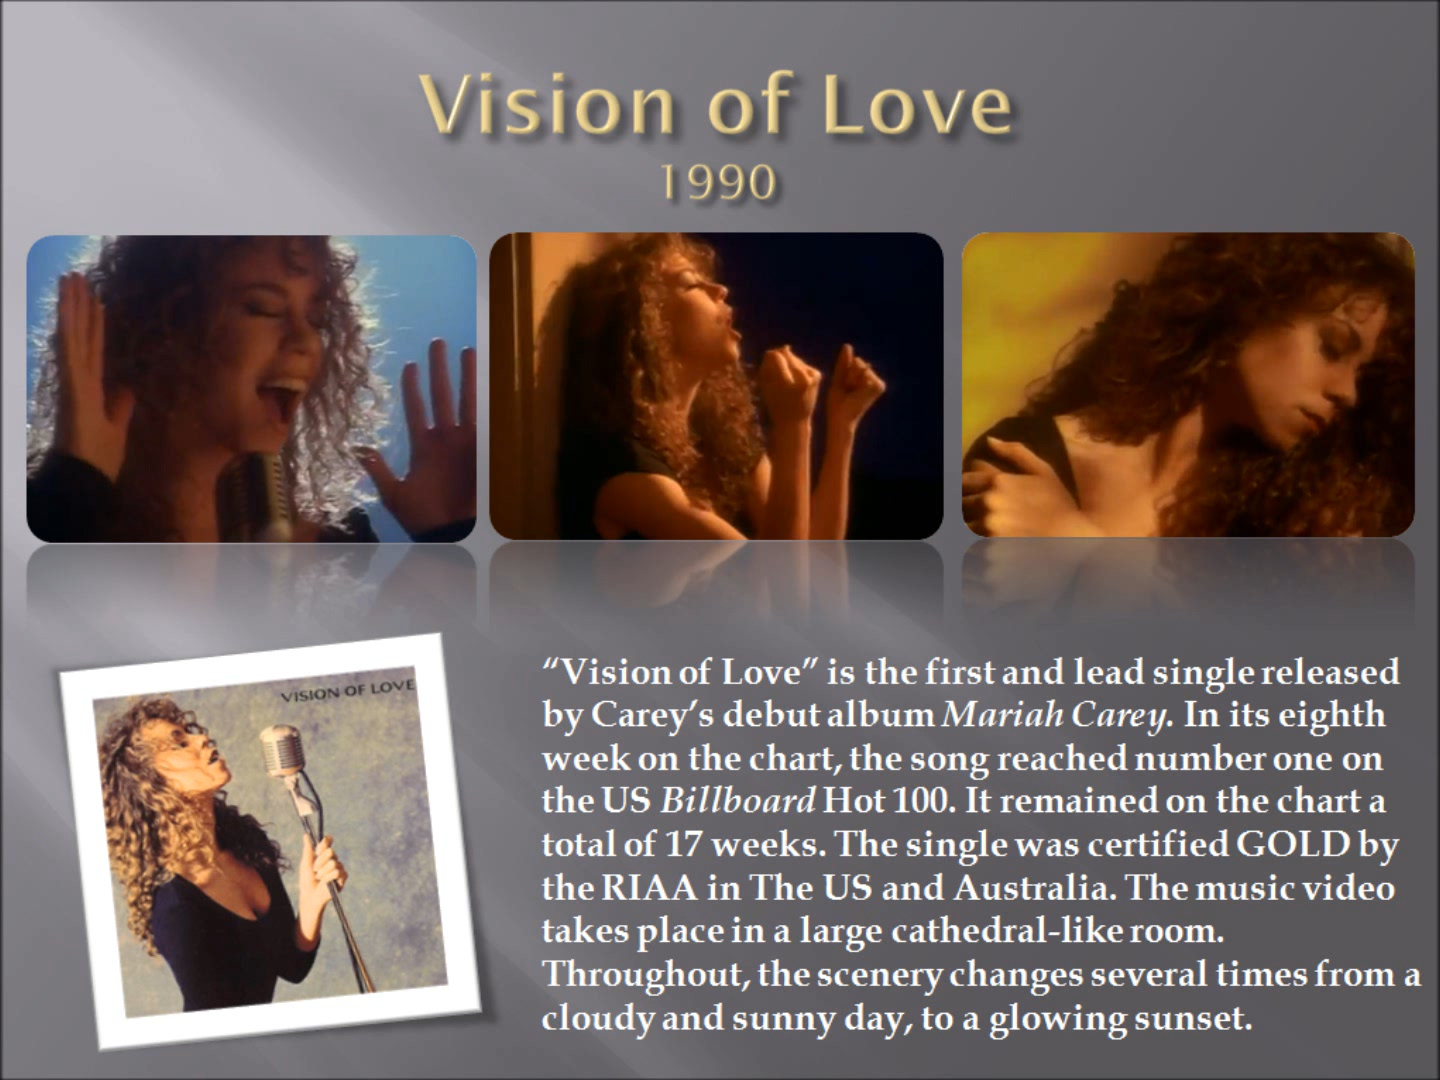 Vision of Love
1990
VISION OF LOVE
“Vision of Love” is the first and lead single released
by Carey’s debut album Mariah Carey. In its eighth
week on the chart, the song reached number one on
the US Billboard Hot 100. It remained on the chart a
total of 17 weeks. The single was certified GOLD by
the RIAA in The US and Australia. The music video
takes place in a large cathedral-like room.
Throughout, the scenery changes several times from a
cloudy and sunny day, to a glowing sunset.